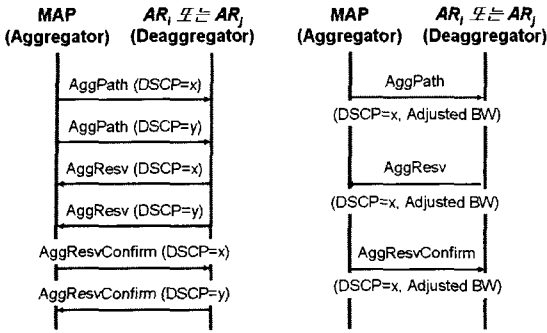 MAP
(Aggregator)
ARi 또는 ARj
(Deaggregator)
AggPath (DSCP=x)
AggPath (DSCP=y)
AggResv (DSCP=x)
AggResv (DSCP=y)
AggResvConfirm (DSCP=x)
AggResvConfirm (DSCP=y)
MAP
(Aggregator)
ARi 또는 ARj
(Deaggregator)
AggPath
(DSCP=x, Adjusted BW)
AggResv
(DSCP=x, Adjusted BW)
AggResvConfirm
(DSCP=x, Adjusted BW)